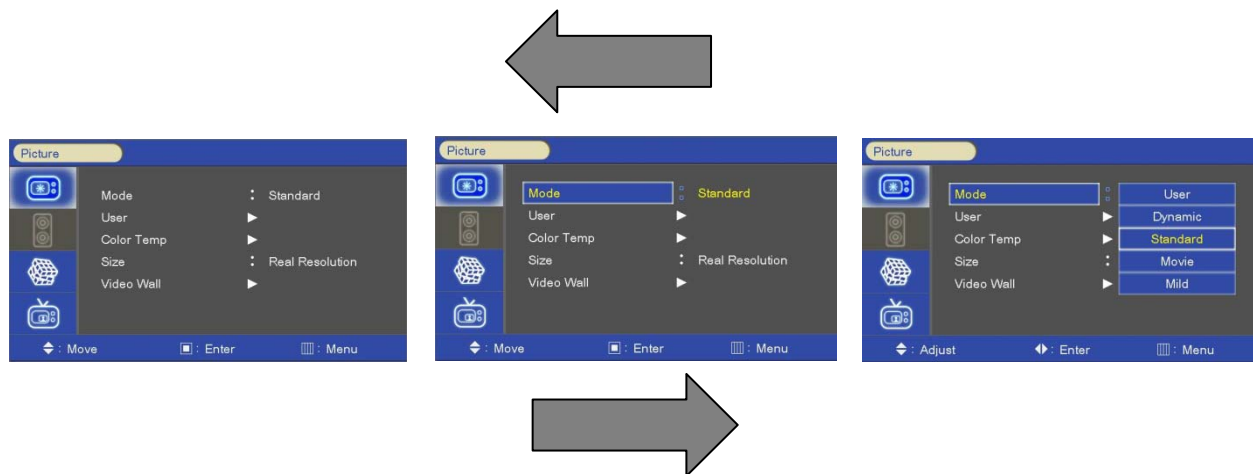 Picture
Mode : Standard
User ▶
Color Temp ▶
Size : Real Resolution
Video Wall ▶
: Move : Enter : Menu
Picture
Mode : Standard
User ▶
Color Temp ▶
Size : Real Resolution
Video Wall ▶
: Move : Enter : Menu
Picture
Mode : User
User ▶ Dynamic
Color Temp ▶ Standard
Size : Movie
Video Wall ▶ Mild
: Adjust : Enter : Menu